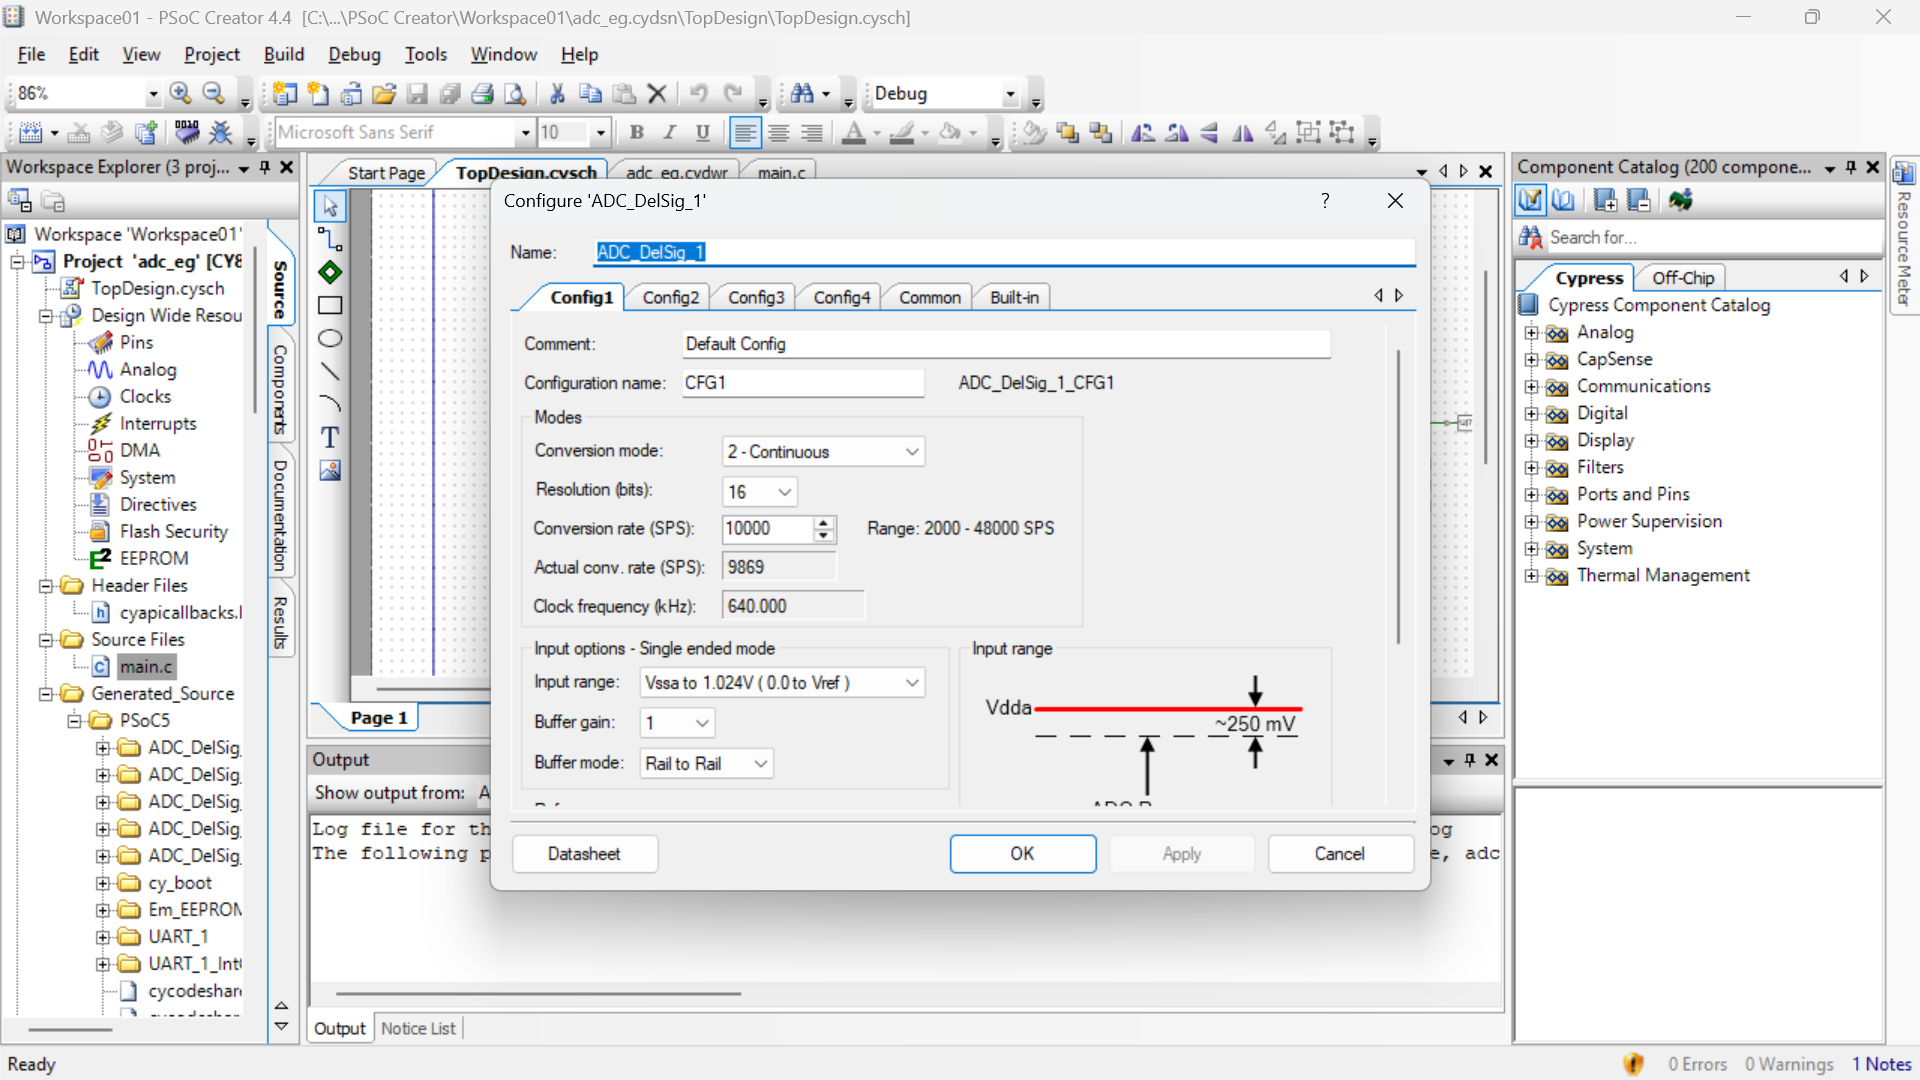 Workspace01 - PSoC Creator 4.4 [C:\...\PSoC Creator\Workspace01\adc_eg.cydsn\TopDesign\TopDesign.cysch]
File Edit View Project Build Debug Tools Window Help
86%
Debug
Microsoft Sans Serif 10 B I U
Workspace Explorer (3 proj...
Workspace 'Workspace01'
Project 'adc_eg' [CY8
TopDesign.cysch
Design Wide Resou
Pins
Analog
Clocks
Interrupts
DMA
System
Directives
Flash Security
EEPROM
Header Files
cyapicallbacks.
Source Files
main.c
Generated_Source
PSoC5
ADC_DelSig_
ADC_DelSig_
ADC_DelSig_
ADC_DelSig_
ADC_DelSig_
cy_boot
Em_EEPROM
UART_1
UART_1_Int
cycodeshar
Source
Components
Documentation
Results
Start Page TopDesign.cysch adc_eg.cydwr main.c
Configure 'ADC_DelSig_1'
Name: ADC_DelSig_1
Config1 Config2 Config3 Config4 Common Built-in
Comment: Default Config
Configuration name: CFG1 ADC_DelSig_1_CFG1
Modes
Conversion mode: 2 - Continuous
Resolution (bits): 16
Conversion rate (SPS): 10000 Range: 2000 - 48000 SPS
Actual conv. rate (SPS): 9869
Clock frequency (kHz): 640.000
Input options - Single ended mode
Input range: Vssa to 1.024V ( 0.0 to Vref )
Buffer gain: 1
Buffer mode: Rail to Rail
Input range
Vdda
~250 mV
Datasheet OK Apply Cancel
Page 1
Output
Show output from: A
Log file for th
og
The following p
e, adc
Output Notice List
Component Catalog (200 compone...
Search for...
Cypress Off-Chip
Cypress Component Catalog
Analog
CapSense
Communications
Digital
Display
Filters
Ports and Pins
Power Supervision
System
Thermal Management
Resource Meter
Ready
0 Errors 0 Warnings 1 Notes